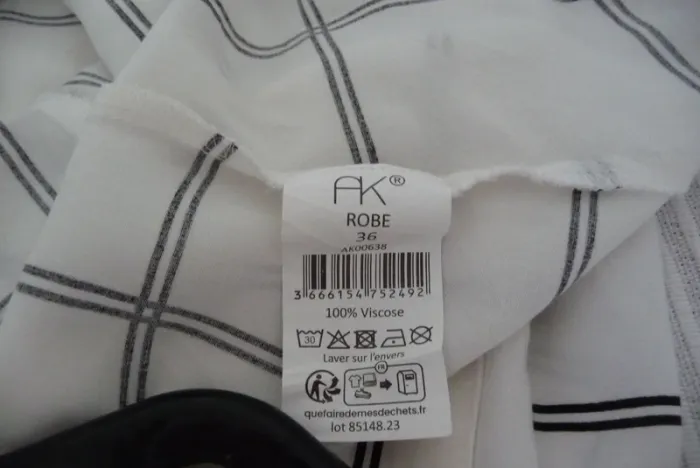 AK®
ROBE
36
AK00638
3 666154 752492
100% Viscose
30
Laver sur l'envers
FR
quefairedemesdechets.fr
lot 85148.23